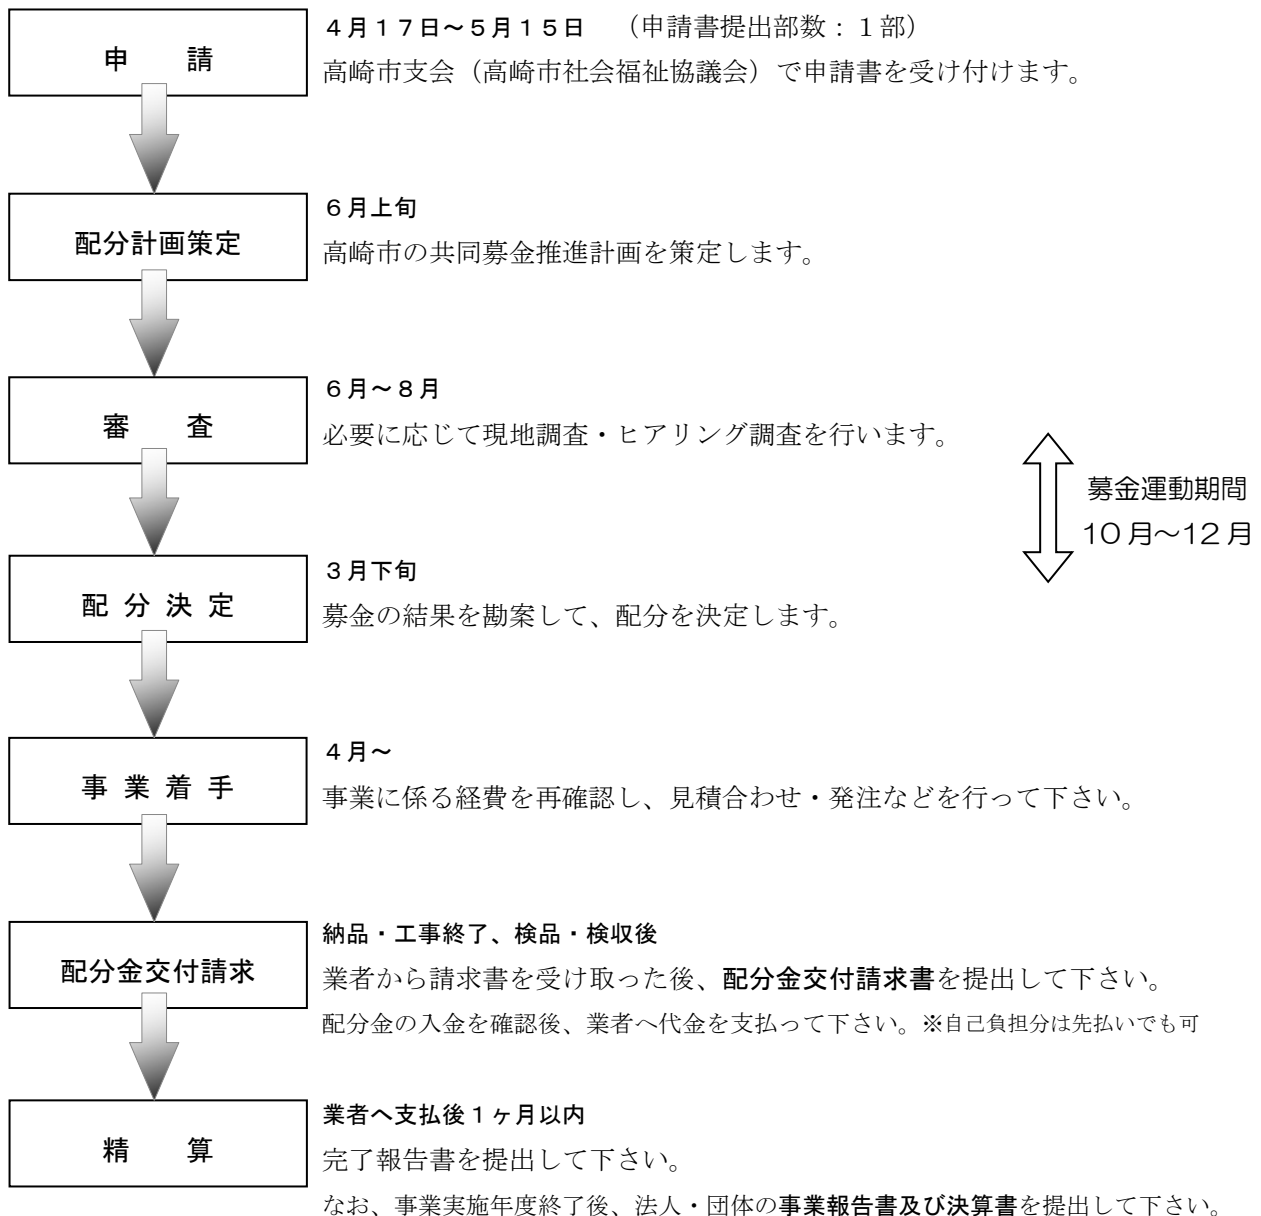 申　　請
４月１７日～５月１５日　（申請書提出部数：１部）
高崎市支会（高崎市社会福祉協議会）で申請書を受け付けます。
配分計画策定
６月上旬
高崎市の共同募金推進計画を策定します。
審　　査
６月～８月
必要に応じて現地調査・ヒアリング調査を行います。
募金運動期間
10月～12月
配 分 決 定
３月下旬
募金の結果を勘案して、配分を決定します。
事 業 着 手
４月～
事業に係る経費を再確認し、見積合わせ・発注などを行って下さい。
配分金交付請求
納品・工事終了、検品・検収後
業者から請求書を受け取った後、配分金交付請求書を提出して下さい。
配分金の入金を確認後、業者へ代金を支払って下さい。※自己負担分は先払いでも可
精　　算
業者へ支払後１ヶ月以内
完了報告書を提出して下さい。
なお、事業実施年度終了後、法人・団体の事業報告書及び決算書を提出して下さい。